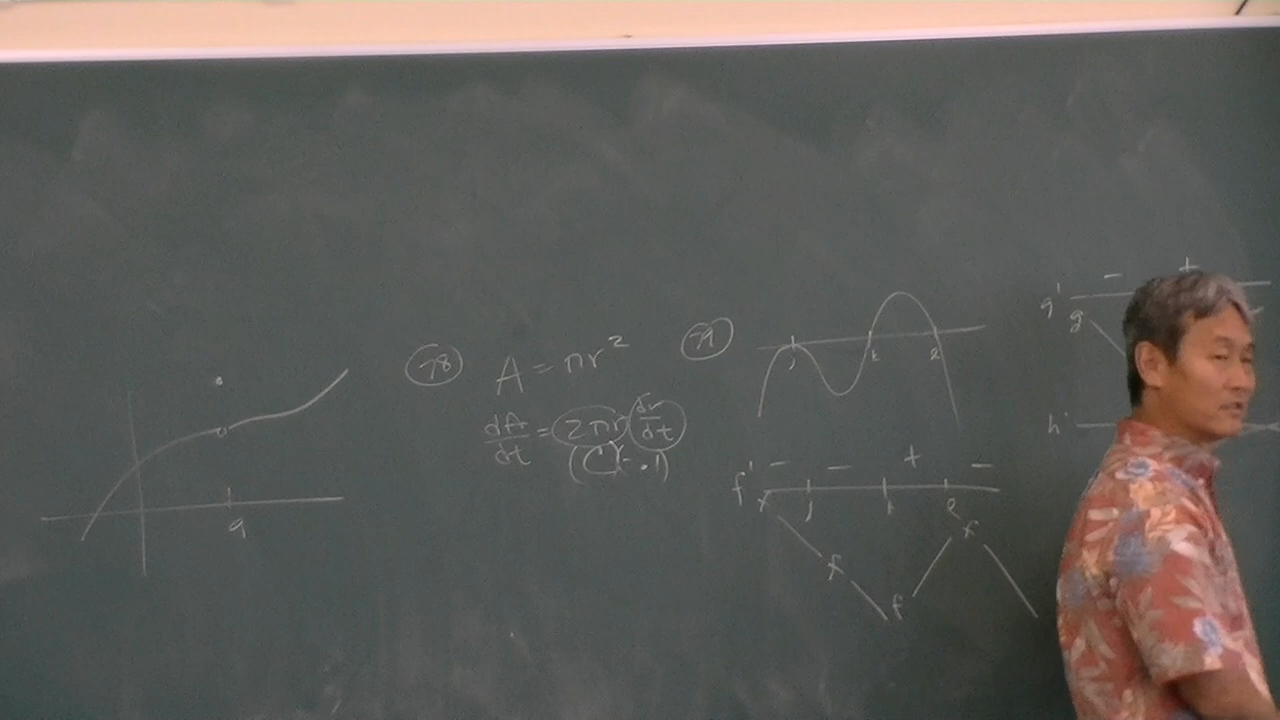 a
78
A = πr²
dA/dt = 2πr dr/dt
(C)(-.1)
79
j k l
f' - - + -
j k l
f f f f
g' - +
g
h'